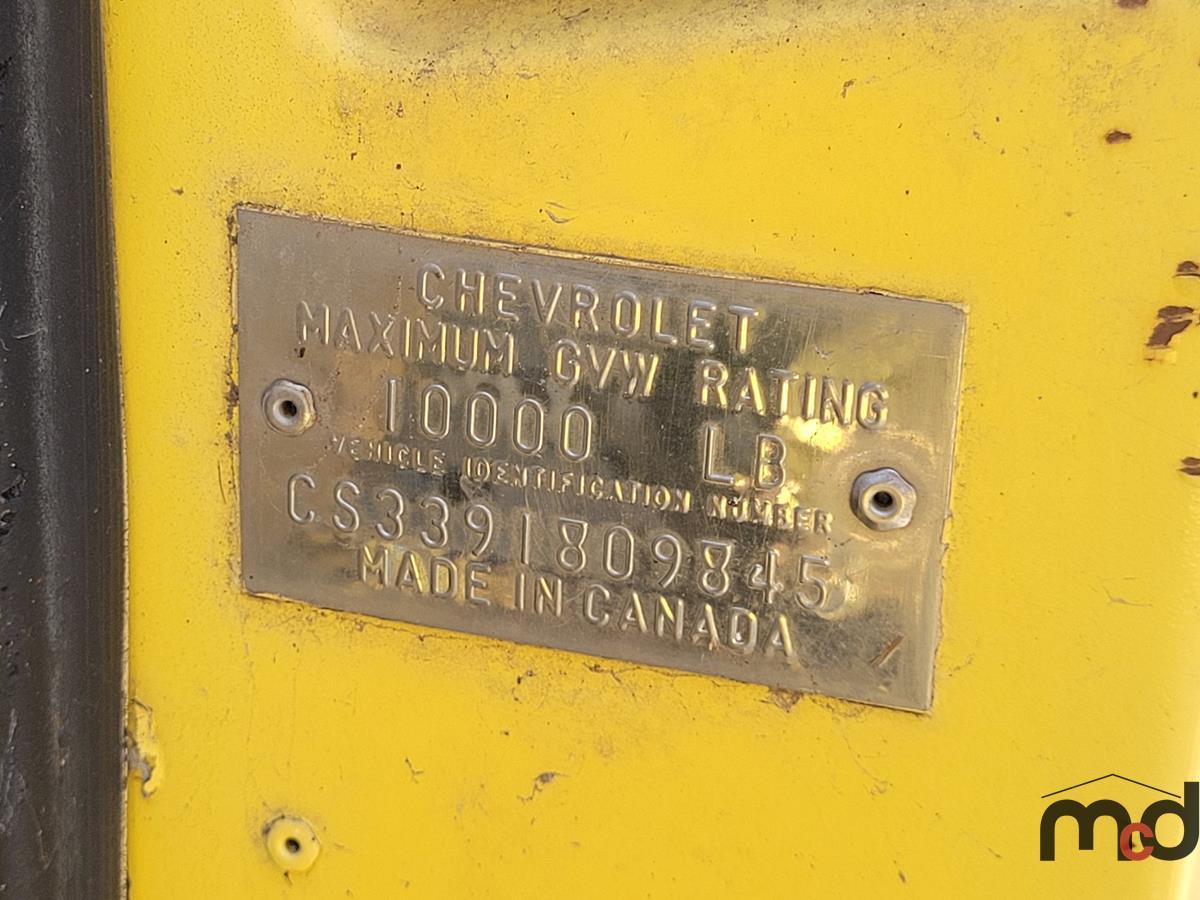 CHEVROLET
MAXIMUM GVW RATING
10000 LB
VEHICLE IDENTIFICATION NUMBER
CS3391809845
MADE IN CANADA
mcd